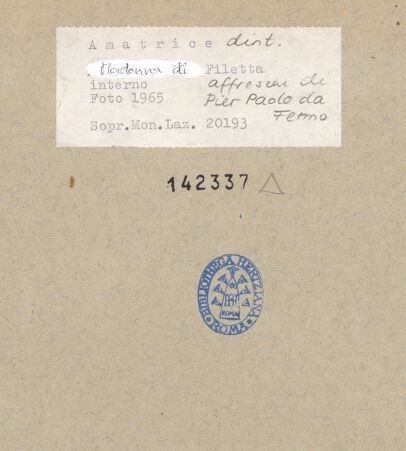 Amatrice dint.
Madonna di Filetta
interno affreschi di
Foto 1965 Pier Paolo da
Fermo
Sopr.Mon.Laz. 20193
142337
BIBLIOTHECA HERTZIANA
ROMA
ROMA